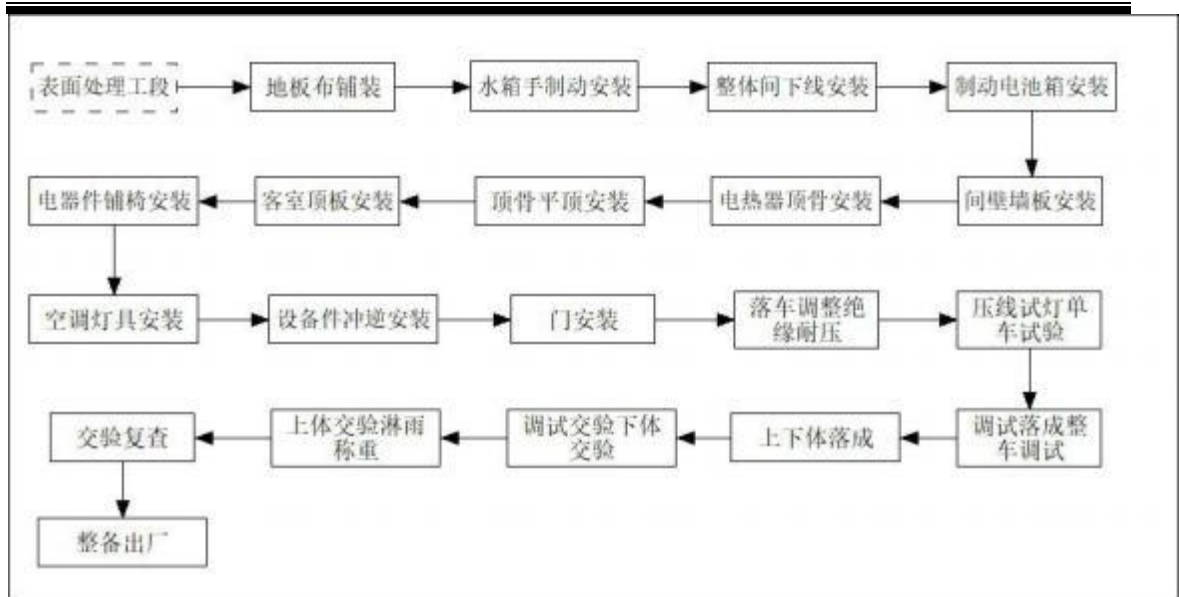 表面处理工段
地板布铺装
水箱手制动安装
整体间下线安装
制动电池箱安装
电器件铺椅安装
客室顶板安装
顶骨平顶安装
电热器顶骨安装
间壁墙板安装
空调灯具安装
设备件冲逆安装
门安装
落车调整绝
缘耐压
压线试灯单
车试验
交验复查
上体交验淋雨
称重
调试交验下体
交验
上下体落成
调试落成整
车调试
整备出厂